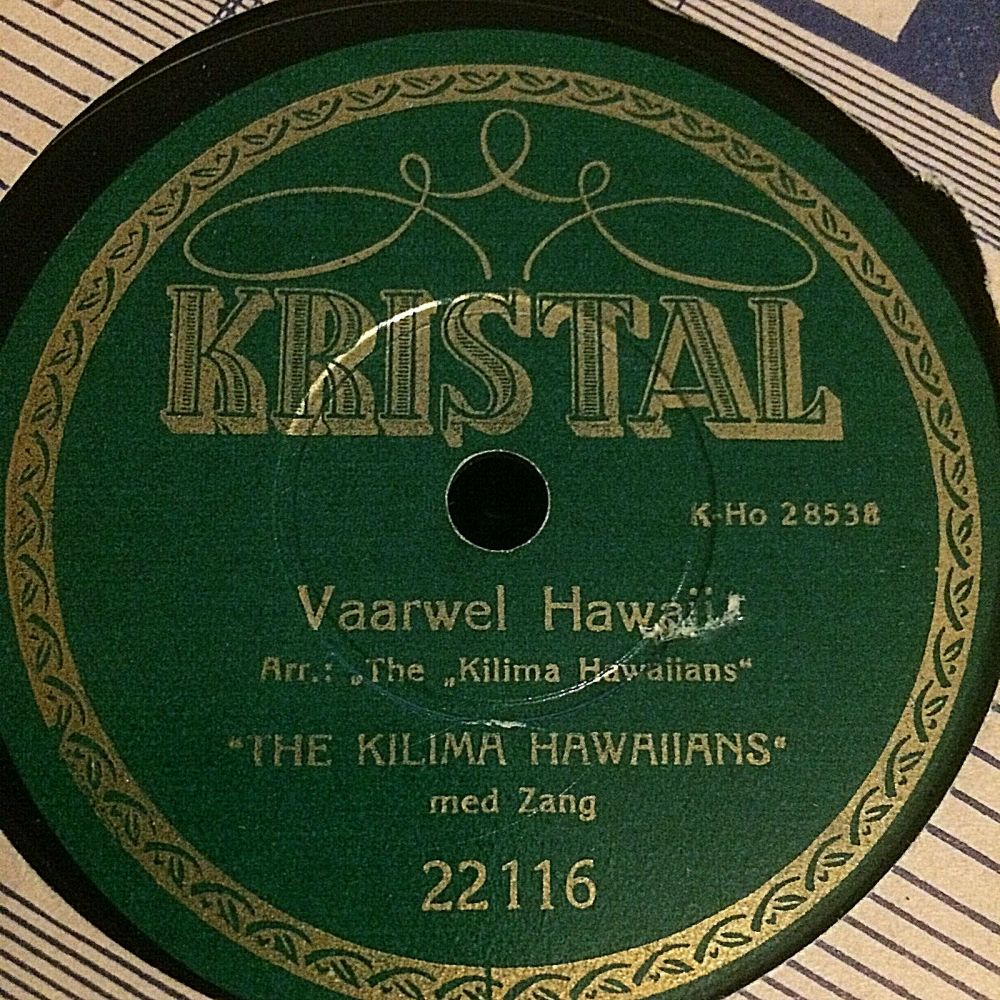 KRISTAL
K-Ho 28538
Vaarwel Hawaii
Arr.: „The „Kilima Hawaiians“
"THE KILIMA HAWAIIANS"
med Zang
22116